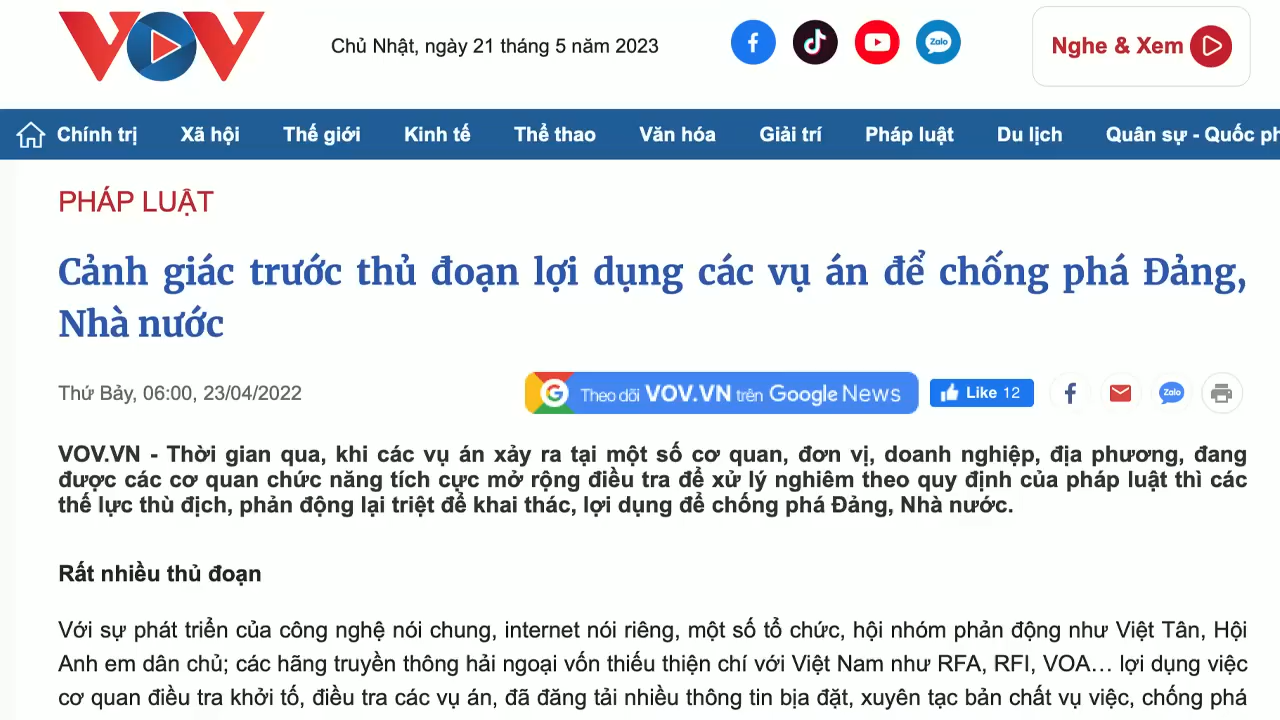 VOV
Chủ Nhật, ngày 21 tháng 5 năm 2023
Zalo
Nghe & Xem
Chính trị Xã hội Thế giới Kinh tế Thể thao Văn hóa Giải trí Pháp luật Du lịch Quân sự - Quốc ph
PHÁP LUẬT
Cảnh giác trước thủ đoạn lợi dụng các vụ án để chống phá Đảng,
Nhà nước
Thứ Bảy, 06:00, 23/04/2022
G Theo dõi VOV.VN trên Google News
Like 12
Zalo
VOV.VN - Thời gian qua, khi các vụ án xảy ra tại một số cơ quan, đơn vị, doanh nghiệp, địa phương, đang
được các cơ quan chức năng tích cực mở rộng điều tra để xử lý nghiêm theo quy định của pháp luật thì các
thế lực thù địch, phản động lại triệt để khai thác, lợi dụng để chống phá Đảng, Nhà nước.
Rất nhiều thủ đoạn
Với sự phát triển của công nghệ nói chung, internet nói riêng, một số tổ chức, hội nhóm phản động như Việt Tân, Hội
Anh em dân chủ; các hãng truyền thông hải ngoại vốn thiếu thiện chí với Việt Nam như RFA, RFI, VOA… lợi dụng việc
cơ quan điều tra khởi tố, điều tra các vụ án, đã đăng tải nhiều thông tin bịa đặt, xuyên tạc bản chất vụ việc, chống phá